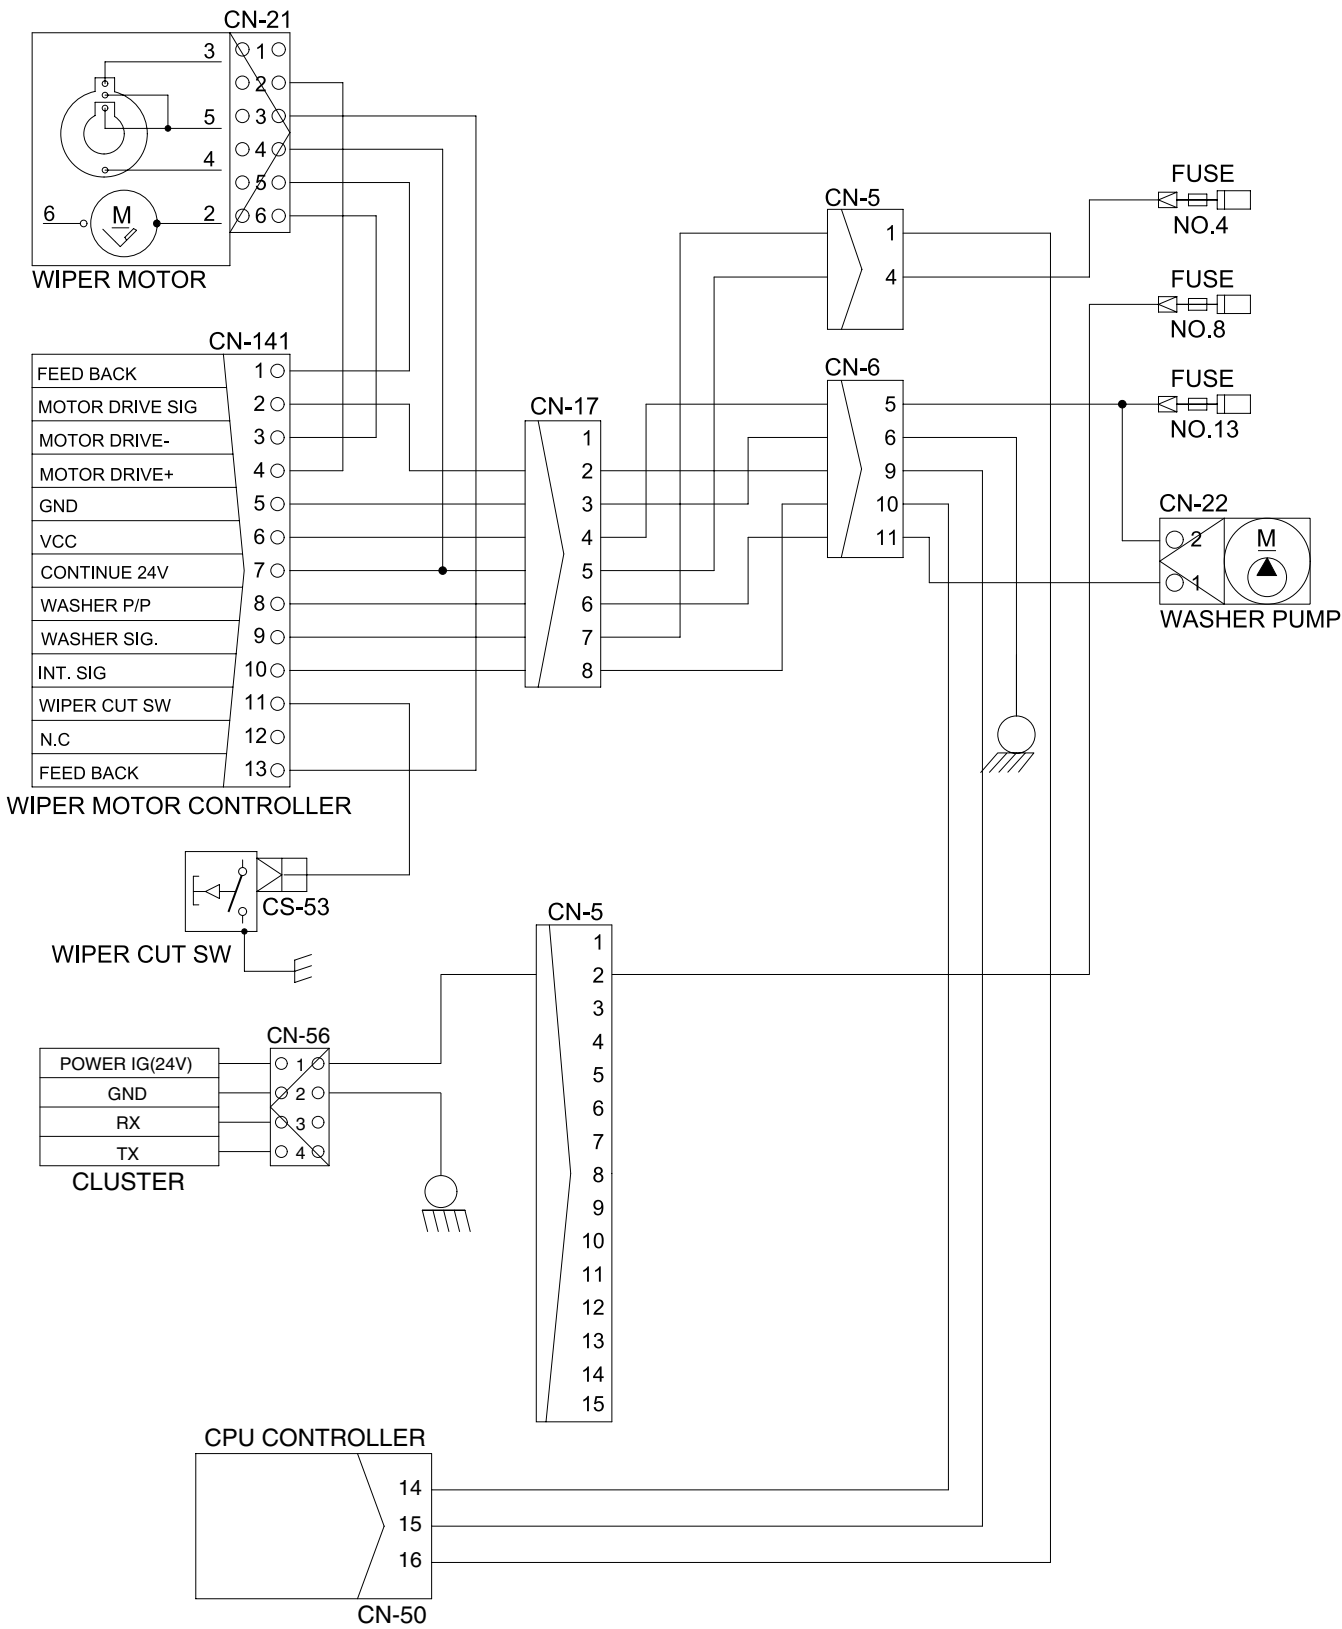 CN-21
3
5
4
6
M
2
1
2
3
4
5
6
WIPER MOTOR
CN-141
FEED BACK 1
MOTOR DRIVE SIG 2
MOTOR DRIVE- 3
MOTOR DRIVE+ 4
GND 5
VCC 6
CONTINUE 24V 7
WASHER P/P 8
WASHER SIG. 9
INT. SIG 10
WIPER CUT SW 11
N.C 12
FEED BACK 13
WIPER MOTOR CONTROLLER
CS-53
WIPER CUT SW
CN-17
1
2
3
4
5
6
7
8
CN-5
1
4
CN-6
5
6
9
10
11
FUSE
NO.4
FUSE
NO.8
FUSE
NO.13
CN-22
2
1
M
WASHER PUMP
CN-56
POWER IG(24V) 1
GND 2
RX 3
TX 4
CLUSTER
CN-5
1
2
3
4
5
6
7
8
9
10
11
12
13
14
15
CPU CONTROLLER
14
15
16
CN-50